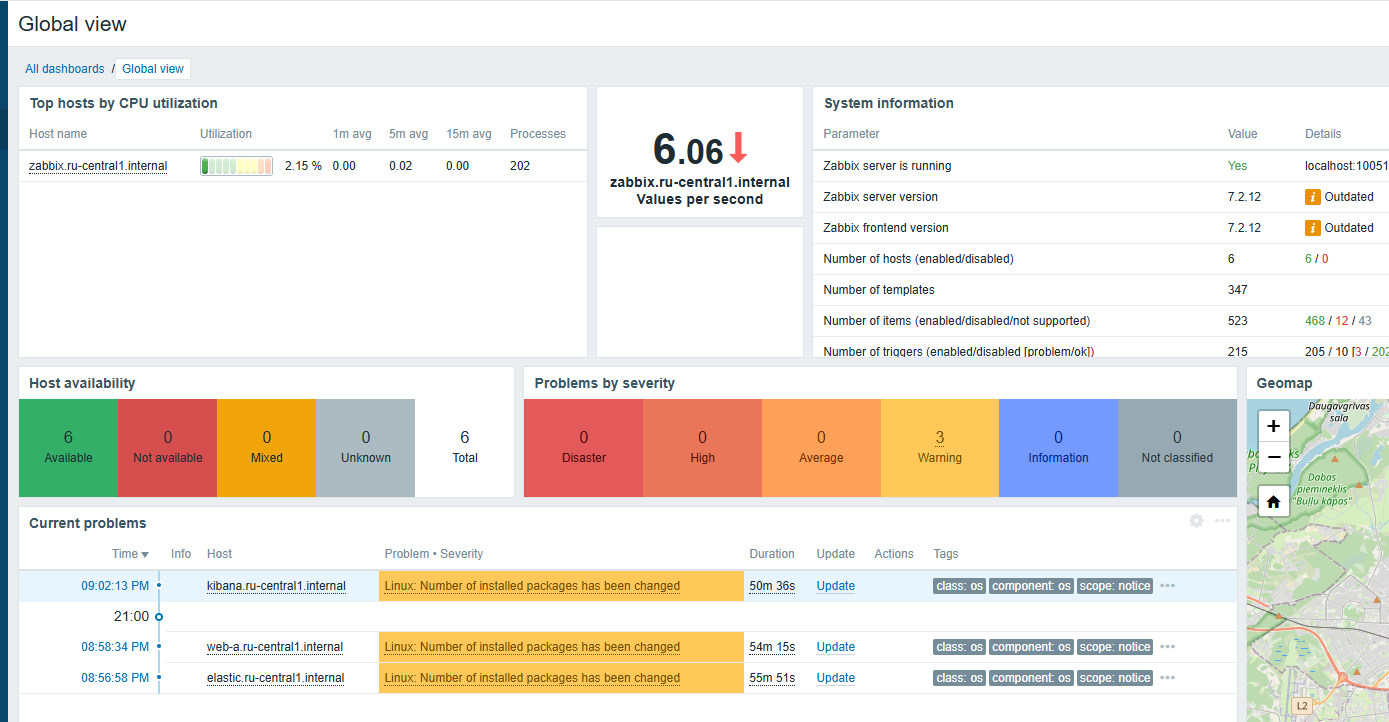 Global view
All dashboards / Global view
Top hosts by CPU utilization
Host name Utilization 1m avg 5m avg 15m avg Processes
zabbix.ru-central1.internal 2.15 % 0.00 0.02 0.00 202
6.06
zabbix.ru-central1.internal
Values per second
System information
Parameter Value Details
Zabbix server is running Yes localhost:10051
Zabbix server version 7.2.12 i Outdated
Zabbix frontend version 7.2.12 i Outdated
Number of hosts (enabled/disabled) 6 6 / 0
Number of templates 347
Number of items (enabled/disabled/not supported) 523 468 / 12 / 43
Number of triggers (enabled/disabled [problem/ok]) 215 205 / 10 [3 / 202
Host availability
6 0 0 0 6
Available Not available Mixed Unknown Total
Problems by severity
0 0 0 3 0 0
Disaster High Average Warning Information Not classified
Geomap
Daugavgrīvas
sala
+
−
Dabas
piemineklis
"Buļļu kāpas"
L2
Current problems
Time Info Host Problem • Severity Duration Update Actions Tags
09:02:13 PM kibana.ru-central1.internal Linux: Number of installed packages has been changed 50m 36s Update class: os component: os scope: notice •••
21:00
08:58:34 PM web-a.ru-central1.internal Linux: Number of installed packages has been changed 54m 15s Update class: os component: os scope: notice •••
08:56:58 PM elastic.ru-central1.internal Linux: Number of installed packages has been changed 55m 51s Update class: os component: os scope: notice •••